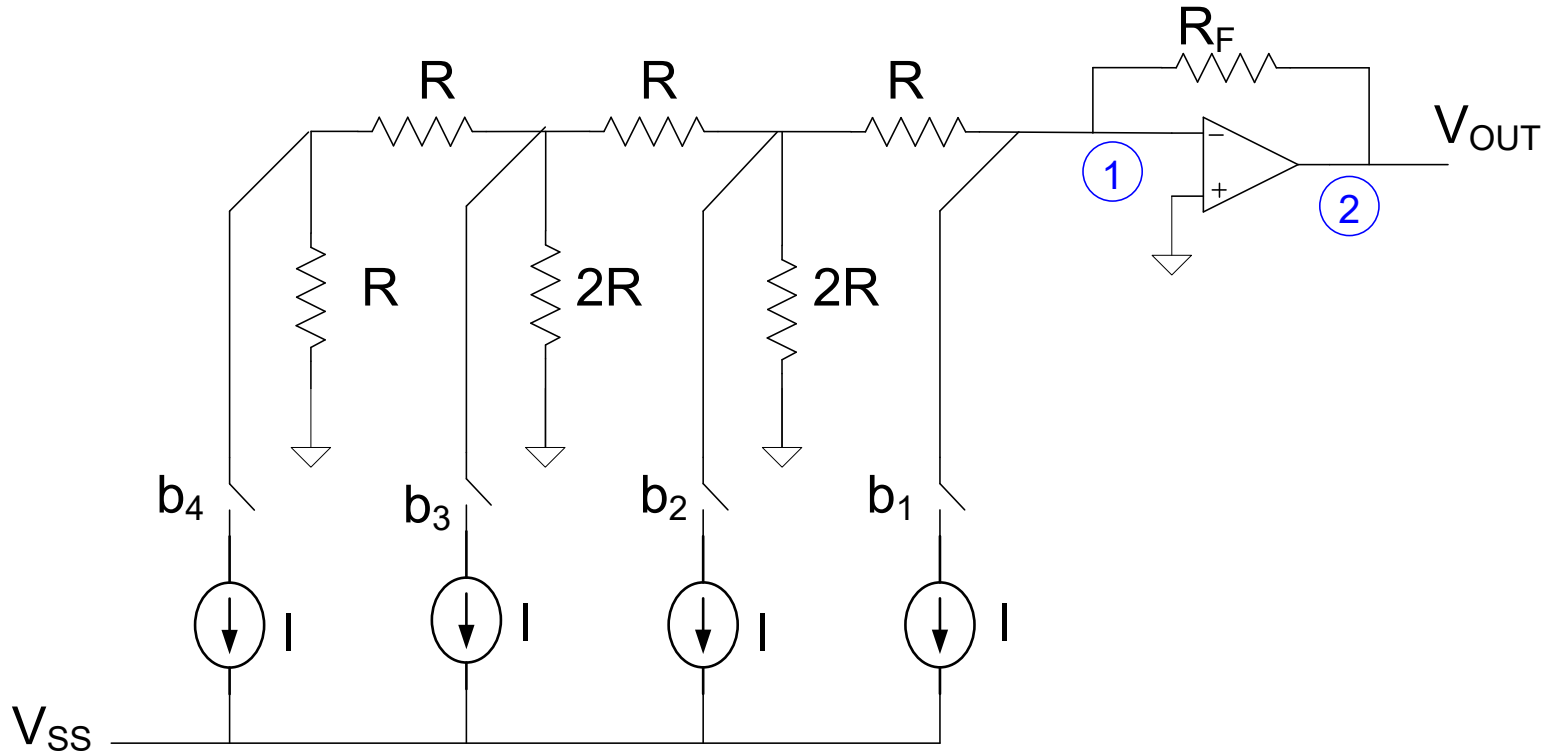 R_F
R R R
V_OUT
− +
1
2
R 2R 2R
b_4 b_3 b_2 b_1
I I I I
V_SS